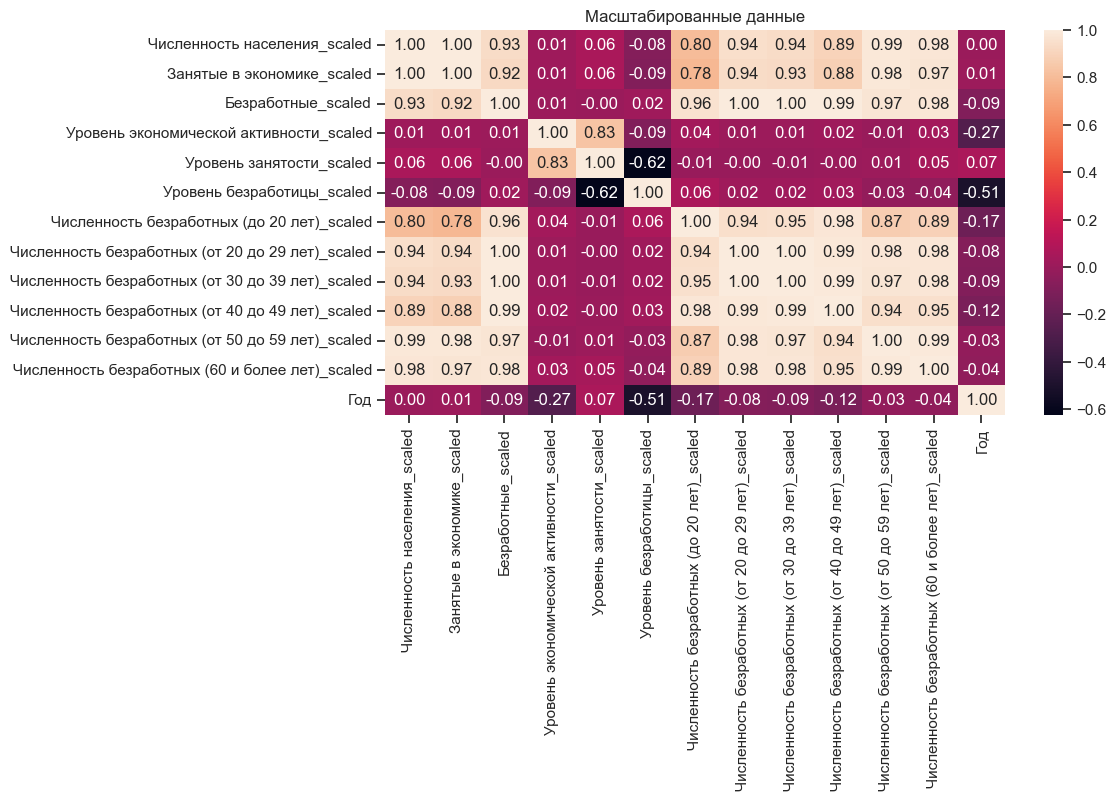 Масштабированные данные
Численность населения_scaled 1.00 1.00 0.93 0.01 0.06 -0.08 0.80 0.94 0.94 0.89 0.99 0.98 0.00
Занятые в экономике_scaled 1.00 1.00 0.92 0.01 0.06 -0.09 0.78 0.94 0.93 0.88 0.98 0.97 0.01
Безработные_scaled 0.93 0.92 1.00 0.01 -0.00 0.02 0.96 1.00 1.00 0.99 0.97 0.98 -0.09
Уровень экономической активности_scaled 0.01 0.01 0.01 1.00 0.83 -0.09 0.04 0.01 0.01 0.02 -0.01 0.03 -0.27
Уровень занятости_scaled 0.06 0.06 -0.00 0.83 1.00 -0.62 -0.01 -0.00 -0.01 -0.00 0.01 0.05 0.07
Уровень безработицы_scaled -0.08 -0.09 0.02 -0.09 -0.62 1.00 0.06 0.02 0.02 0.03 -0.03 -0.04 -0.51
Численность безработных (до 20 лет)_scaled 0.80 0.78 0.96 0.04 -0.01 0.06 1.00 0.94 0.95 0.98 0.87 0.89 -0.17
Численность безработных (от 20 до 29 лет)_scaled 0.94 0.94 1.00 0.01 -0.00 0.02 0.94 1.00 1.00 0.99 0.98 0.98 -0.08
Численность безработных (от 30 до 39 лет)_scaled 0.94 0.93 1.00 0.01 -0.01 0.02 0.95 1.00 1.00 0.99 0.97 0.98 -0.09
Численность безработных (от 40 до 49 лет)_scaled 0.89 0.88 0.99 0.02 -0.00 0.03 0.98 0.99 0.99 1.00 0.94 0.95 -0.12
Численность безработных (от 50 до 59 лет)_scaled 0.99 0.98 0.97 -0.01 0.01 -0.03 0.87 0.98 0.97 0.94 1.00 0.99 -0.03
Численность безработных (60 и более лет)_scaled 0.98 0.97 0.98 0.03 0.05 -0.04 0.89 0.98 0.98 0.95 0.99 1.00 -0.04
Год 0.00 0.01 -0.09 -0.27 0.07 -0.51 -0.17 -0.08 -0.09 -0.12 -0.03 -0.04 1.00
Численность населения_scaled
Занятые в экономике_scaled
Безработные_scaled
Уровень экономической активности_scaled
Уровень занятости_scaled
Уровень безработицы_scaled
Численность безработных (до 20 лет)_scaled
Численность безработных (от 20 до 29 лет)_scaled
Численность безработных (от 30 до 39 лет)_scaled
Численность безработных (от 40 до 49 лет)_scaled
Численность безработных (от 50 до 59 лет)_scaled
Численность безработных (60 и более лет)_scaled
Год
1.0
0.8
0.6
0.4
0.2
0.0
−0.2
−0.4
−0.6